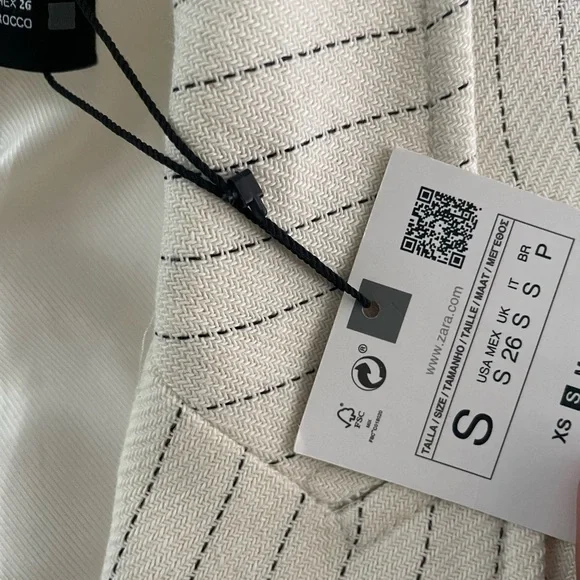 MEX 26
ROCCO
www.zara.com
FSC
TALLA / SIZE / TAMANHO / TAILLE / MAAT / ΜΕΓΕΘΟΣ
S
USA MEX UK IT BR
S 26 S S P
XS S